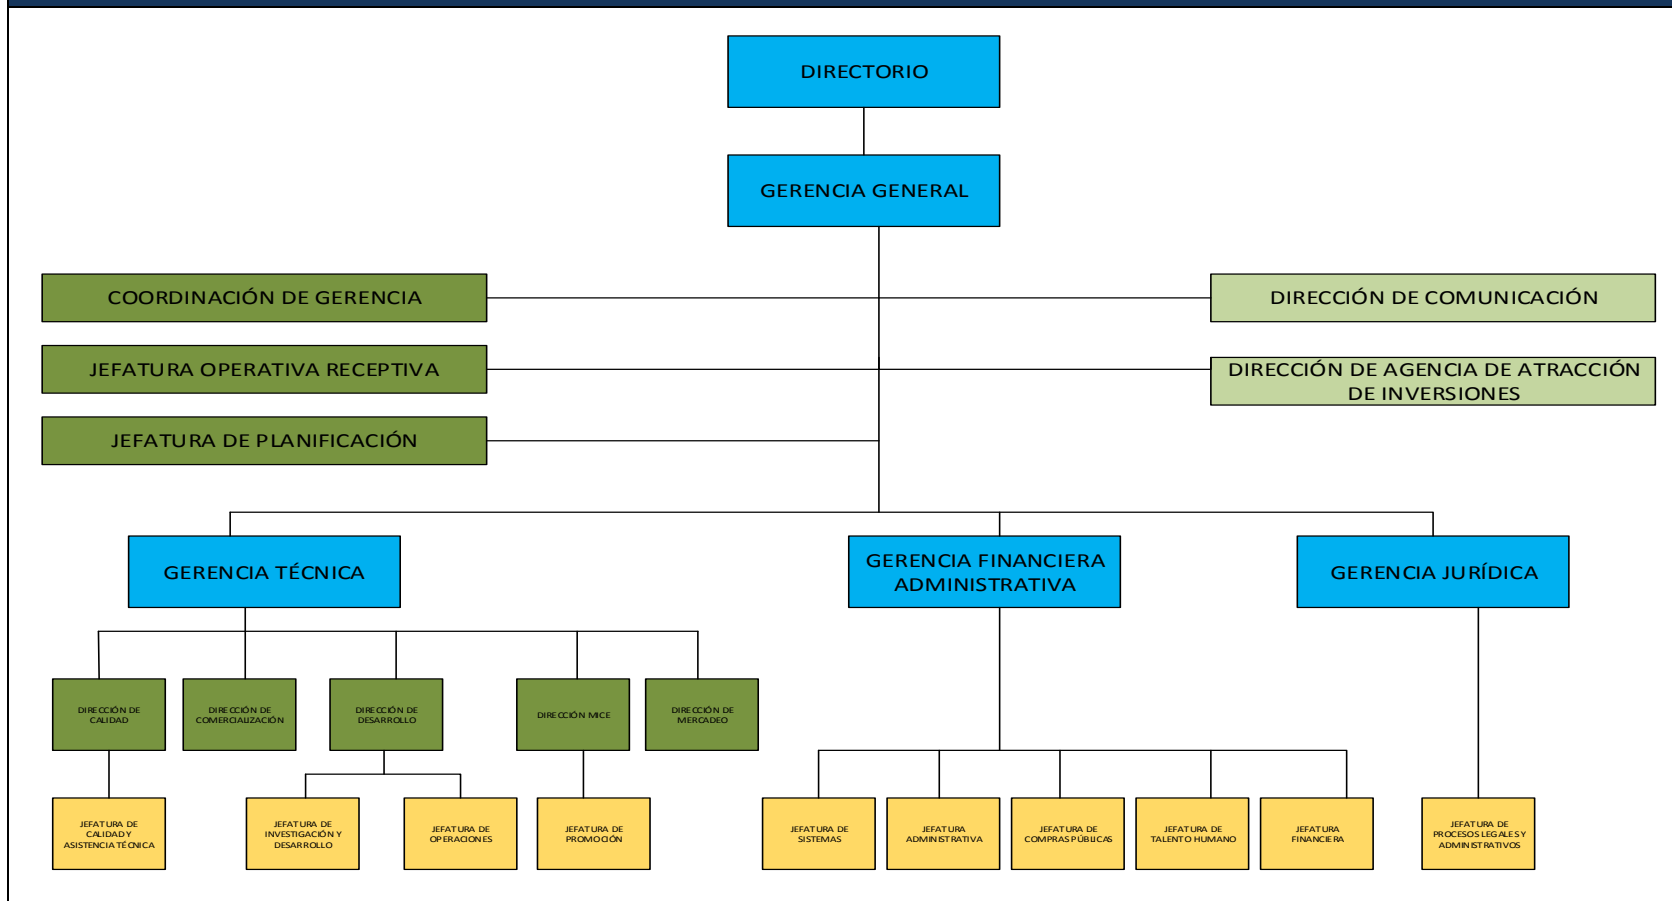 DIRECTORIO
GERENCIA GENERAL
COORDINACIÓN DE GERENCIA
DIRECCIÓN DE COMUNICACIÓN
JEFATURA OPERATIVA RECEPTIVA
DIRECCIÓN DE AGENCIA DE ATRACCIÓN
DE INVERSIONES
JEFATURA DE PLANIFICACIÓN
GERENCIA TÉCNICA
GERENCIA FINANCIERA
ADMINISTRATIVA
GERENCIA JURÍDICA
DIRECCIÓN DE
CALIDAD
DIRECCIÓN DE
COMERCIALIZACIÓN
DIRECCIÓN DE
DESARROLLO
DIRECCIÓN MICE
DIRECCIÓN DE
MERCADEO
JEFATURA DE
CALIDAD Y
ASISTENCIA TÉCNICA
JEFATURA DE
INVESTIGACIÓN Y
DESARROLLO
JEFATURA DE
OPERACIONES
JEFATURA DE
PROMOCIÓN
JEFATURA DE
SISTEMAS
JEFATURA
ADMINISTRATIVA
JEFATURA DE
COMPRAS PÚBLICAS
JEFATURA DE
TALENTO HUMANO
JEFATURA
FINANCIERA
JEFATURA DE
PROCESOS LEGALES Y
ADMINISTRATIVOS